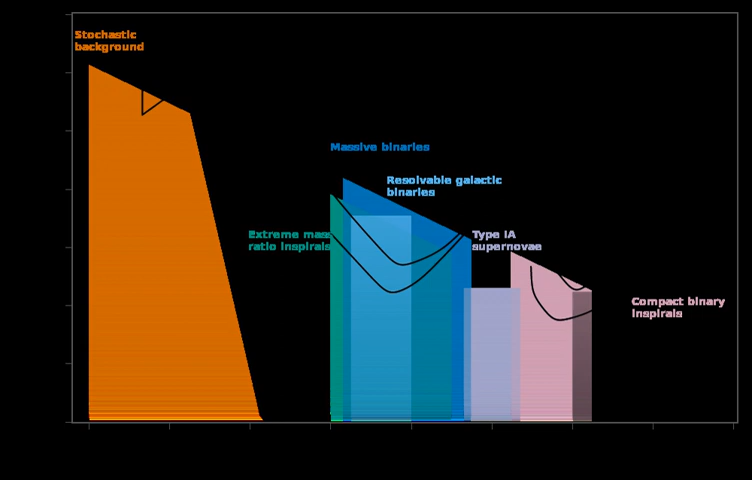 Stochastic
background
Massive binaries
Resolvable galactic
binaries
Extreme mass
ratio inspirals
Type IA
supernovae
Compact binary
inspirals